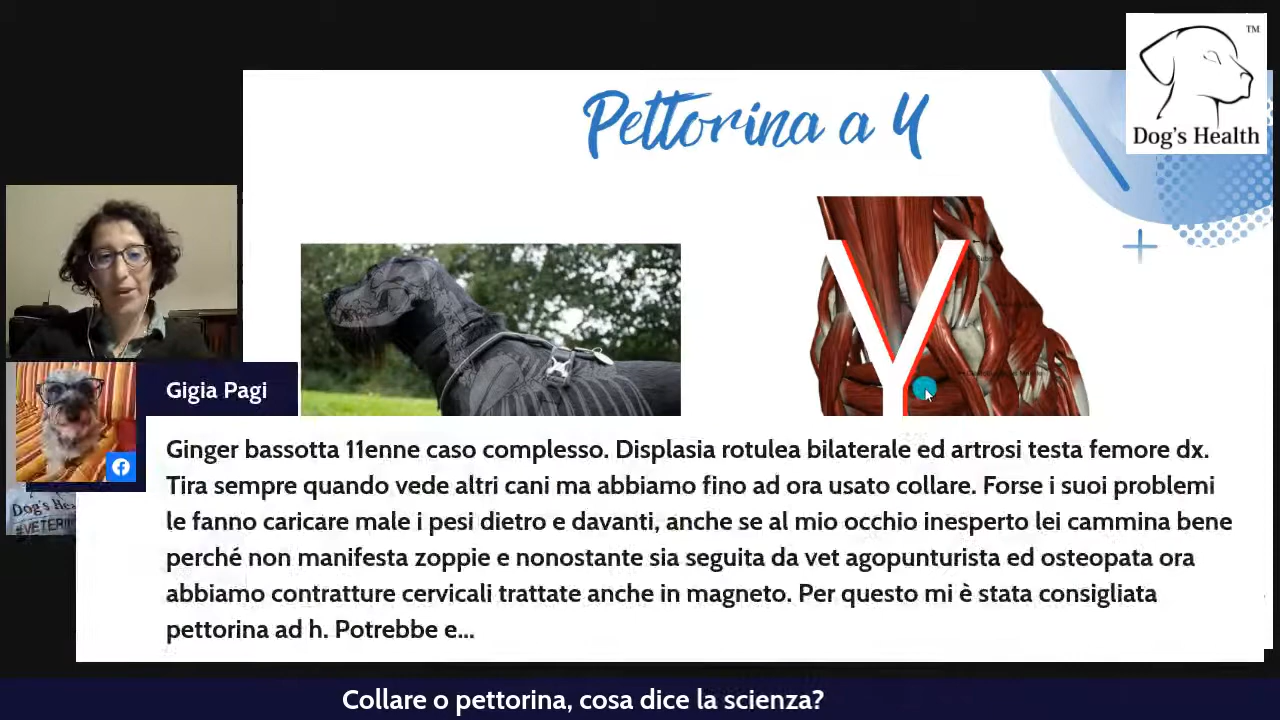 Pettorina a Y
TM
Dog's Health
Gigia Pagi
Ginger bassotta 11enne caso complesso. Displasia rotulea bilaterale ed artrosi testa femore dx.
Tira sempre quando vede altri cani ma abbiamo fino ad ora usato collare. Forse i suoi problemi
le fanno caricare male i pesi dietro e davanti, anche se al mio occhio inesperto lei cammina bene
perché non manifesta zoppie e nonostante sia seguita da vet agopunturista ed osteopata ora
abbiamo contratture cervicali trattate anche in magneto. Per questo mi è stata consigliata
pettorina ad h. Potrebbe e...
Y
Dog's
Collare o pettorina, cosa dice la scienza?